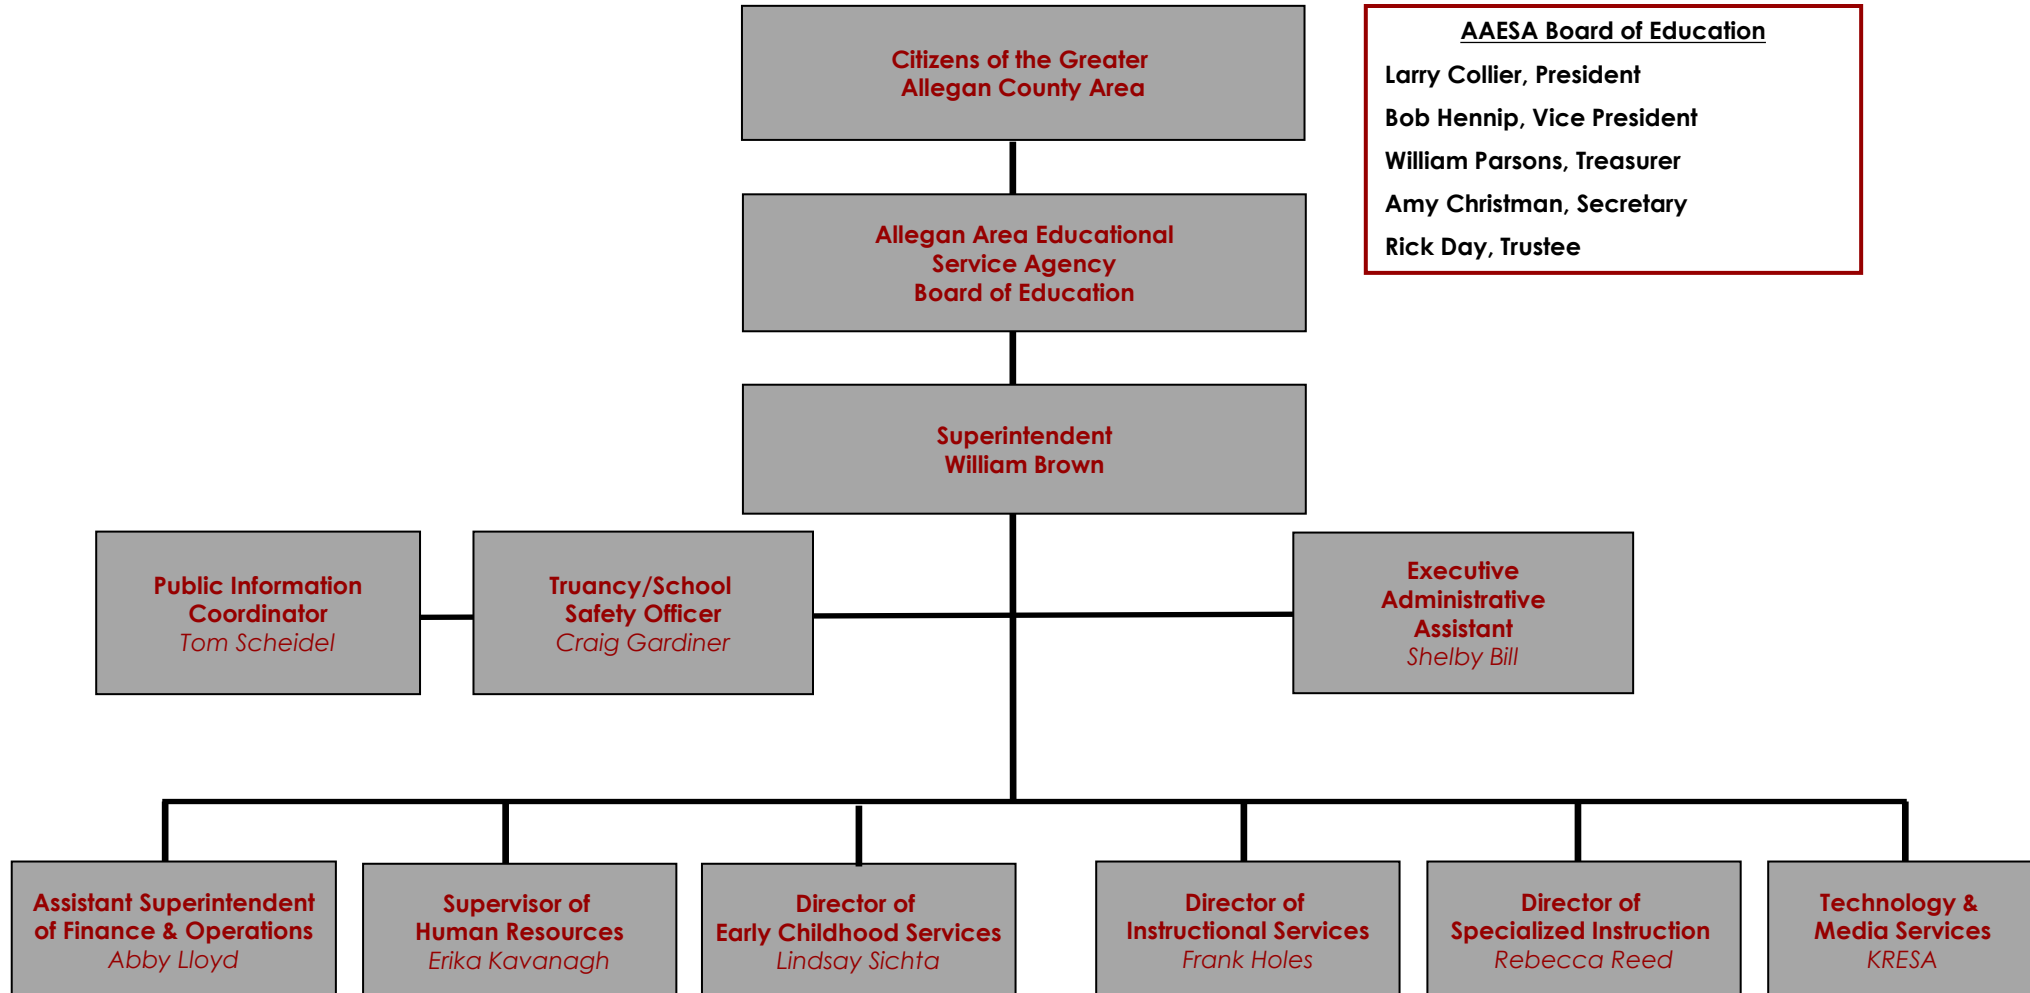 Citizens of the Greater
Allegan County Area
AAESA Board of Education
Larry Collier, President
Bob Hennip, Vice President
William Parsons, Treasurer
Amy Christman, Secretary
Rick Day, Trustee
Allegan Area Educational
Service Agency
Board of Education
Superintendent
William Brown
Public Information
Coordinator
Tom Scheidel
Truancy/School
Safety Officer
Craig Gardiner
Executive
Administrative
Assistant
Shelby Bill
Assistant Superintendent
of Finance & Operations
Abby Lloyd
Supervisor of
Human Resources
Erika Kavanagh
Director of
Early Childhood Services
Lindsay Sichta
Director of
Instructional Services
Frank Holes
Director of
Specialized Instruction
Rebecca Reed
Technology &
Media Services
KRESA